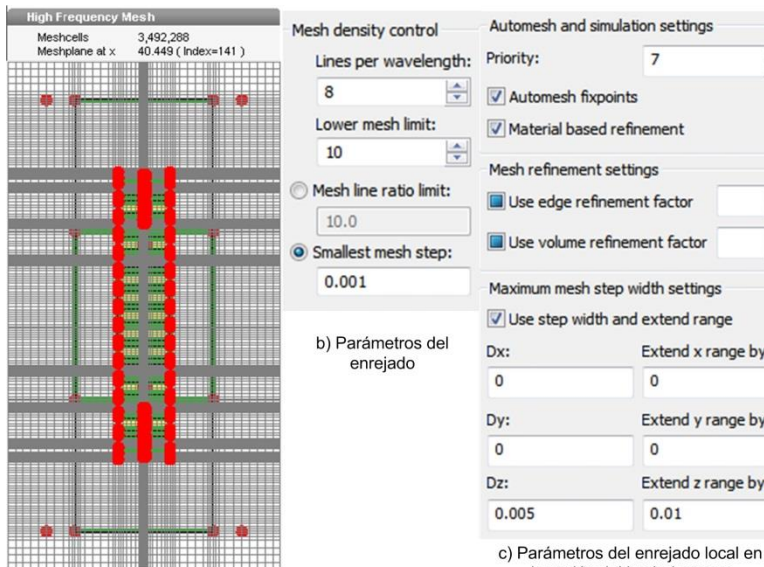 High Frequency Mesh
Meshcells 3,492,288
Meshplane at x 40.449 ( Index=141 )
Mesh density control
Lines per wavelength:
8
Lower mesh limit:
10
Mesh line ratio limit:
10.0
Smallest mesh step:
0.001
b) Parámetros del
enrejado
Automesh and simulation settings
Priority: 7
Automesh fixpoints
Material based refinement
Mesh refinement settings
Use edge refinement factor
Use volume refinement factor
Maximum mesh step width settings
Use step width and extend range
Dx: Extend x range by
0 0
Dy: Extend y range by
0 0
Dz: Extend z range by
0.005 0.01
c) Parámetros del enrejado local en